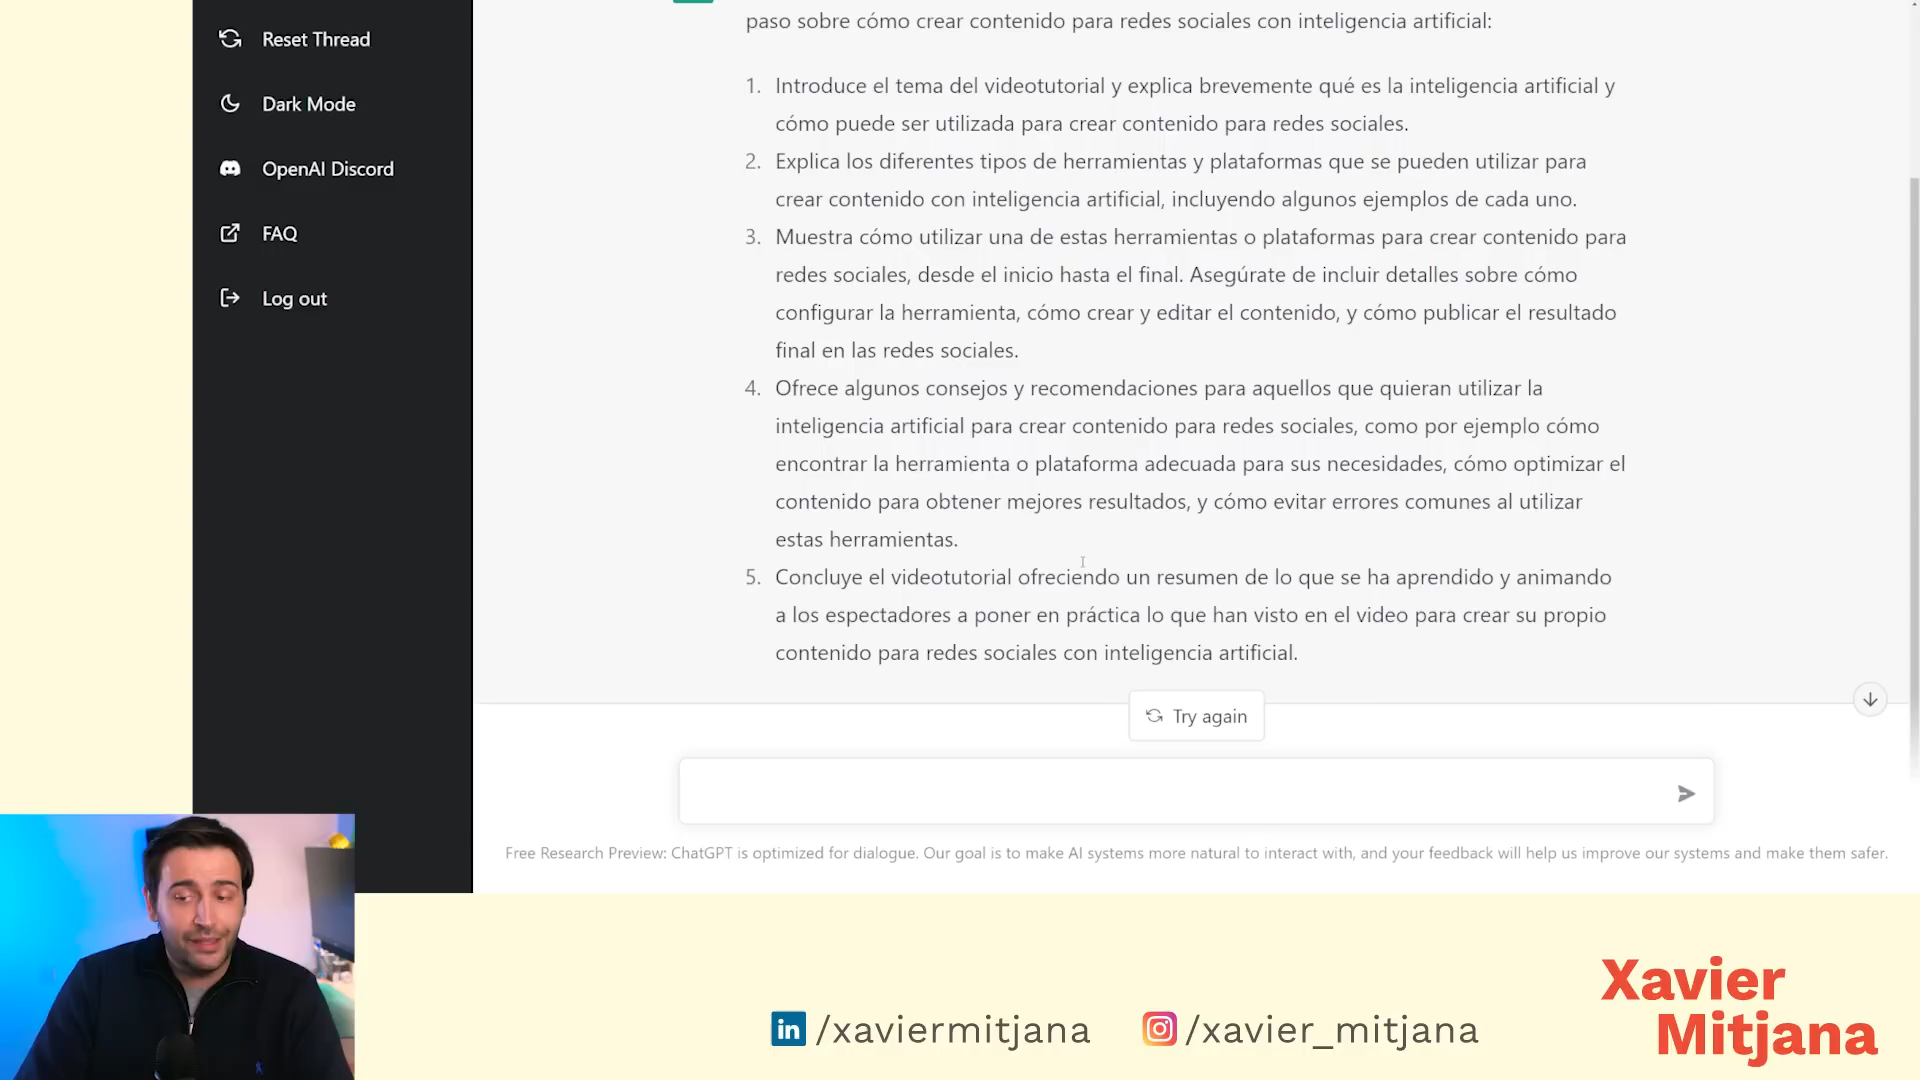 Reset Thread
Dark Mode
OpenAI Discord
FAQ
Log out
paso sobre cómo crear contenido para redes sociales con inteligencia artificial:
1. Introduce el tema del videotutorial y explica brevemente qué es la inteligencia artificial y
cómo puede ser utilizada para crear contenido para redes sociales.
2. Explica los diferentes tipos de herramientas y plataformas que se pueden utilizar para
crear contenido con inteligencia artificial, incluyendo algunos ejemplos de cada uno.
3. Muestra cómo utilizar una de estas herramientas o plataformas para crear contenido para
redes sociales, desde el inicio hasta el final. Asegúrate de incluir detalles sobre cómo
configurar la herramienta, cómo crear y editar el contenido, y cómo publicar el resultado
final en las redes sociales.
4. Ofrece algunos consejos y recomendaciones para aquellos que quieran utilizar la
inteligencia artificial para crear contenido para redes sociales, como por ejemplo cómo
encontrar la herramienta o plataforma adecuada para sus necesidades, cómo optimizar el
contenido para obtener mejores resultados, y cómo evitar errores comunes al utilizar
estas herramientas.
5. Concluye el videotutorial ofreciendo un resumen de lo que se ha aprendido y animando
a los espectadores a poner en práctica lo que han visto en el video para crear su propio
contenido para redes sociales con inteligencia artificial.
Try again
Free Research Preview: ChatGPT is optimized for dialogue. Our goal is to make AI systems more natural to interact with, and your feedback will help us improve our systems and make them safer.
in /xaviermitjana
/xavier_mitjana
Xavier
Mitjana